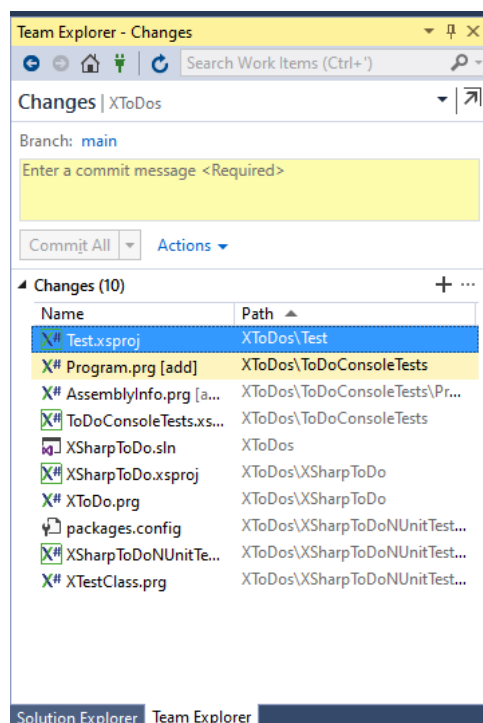 Team Explorer - Changes
Search Work Items (Ctrl+')
Changes | XToDos
Branch: main
Enter a commit message <Required>
Commit All Actions
Changes (10)
Name Path
Test.xsproj XToDos\Test
Program.prg [add] XToDos\ToDoConsoleTests
AssemblyInfo.prg [a... XToDos\ToDoConsoleTests\Pr...
ToDoConsoleTests.xs... XToDos\ToDoConsoleTests
XSharpToDo.sln XToDos
XSharpToDo.xsproj XToDos\XSharpToDo
XToDo.prg XToDos\XSharpToDo
packages.config XToDos\XSharpToDoNUnitTest...
XSharpToDoNUnitTe... XToDos\XSharpToDoNUnitTest...
XTestClass.prg XToDos\XSharpToDoNUnitTest...
Solution Explorer Team Explorer